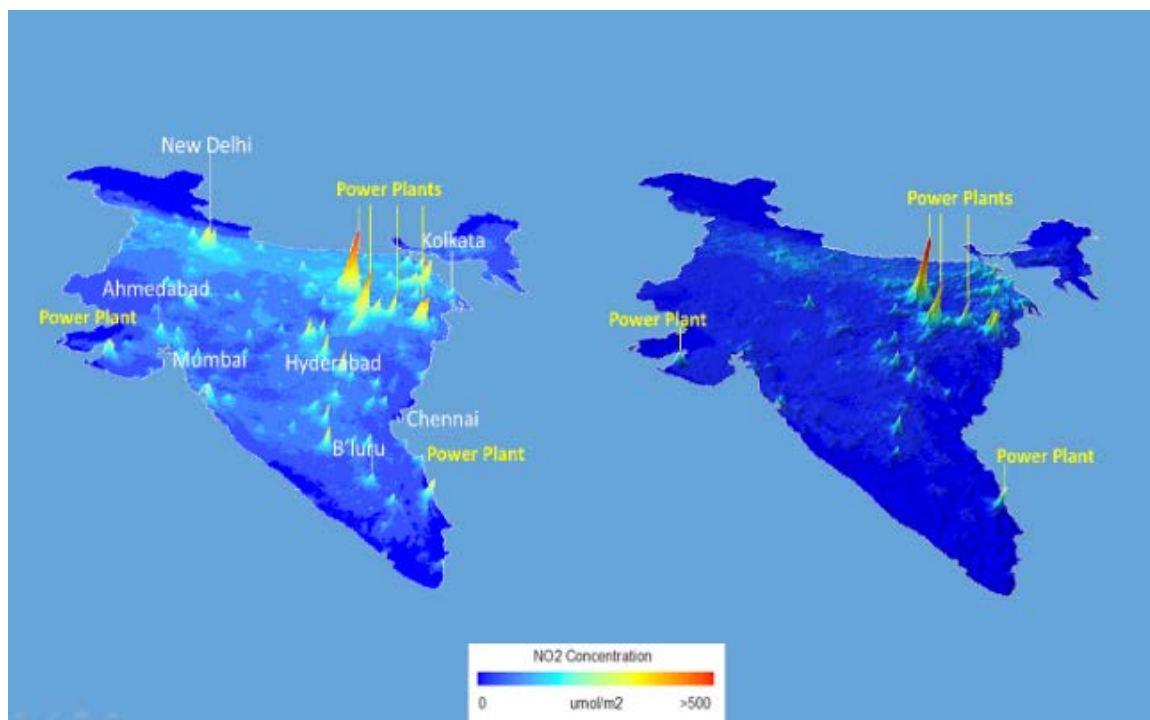 New Delhi
Power Plants
Kolkata
Ahmedabad
Power Plant
Mumbai
Hyderabad
Chennai
B'luru
Power Plant
Power Plants
Power Plant
Power Plant
NO2 Concentration
0 umol/m2 >500